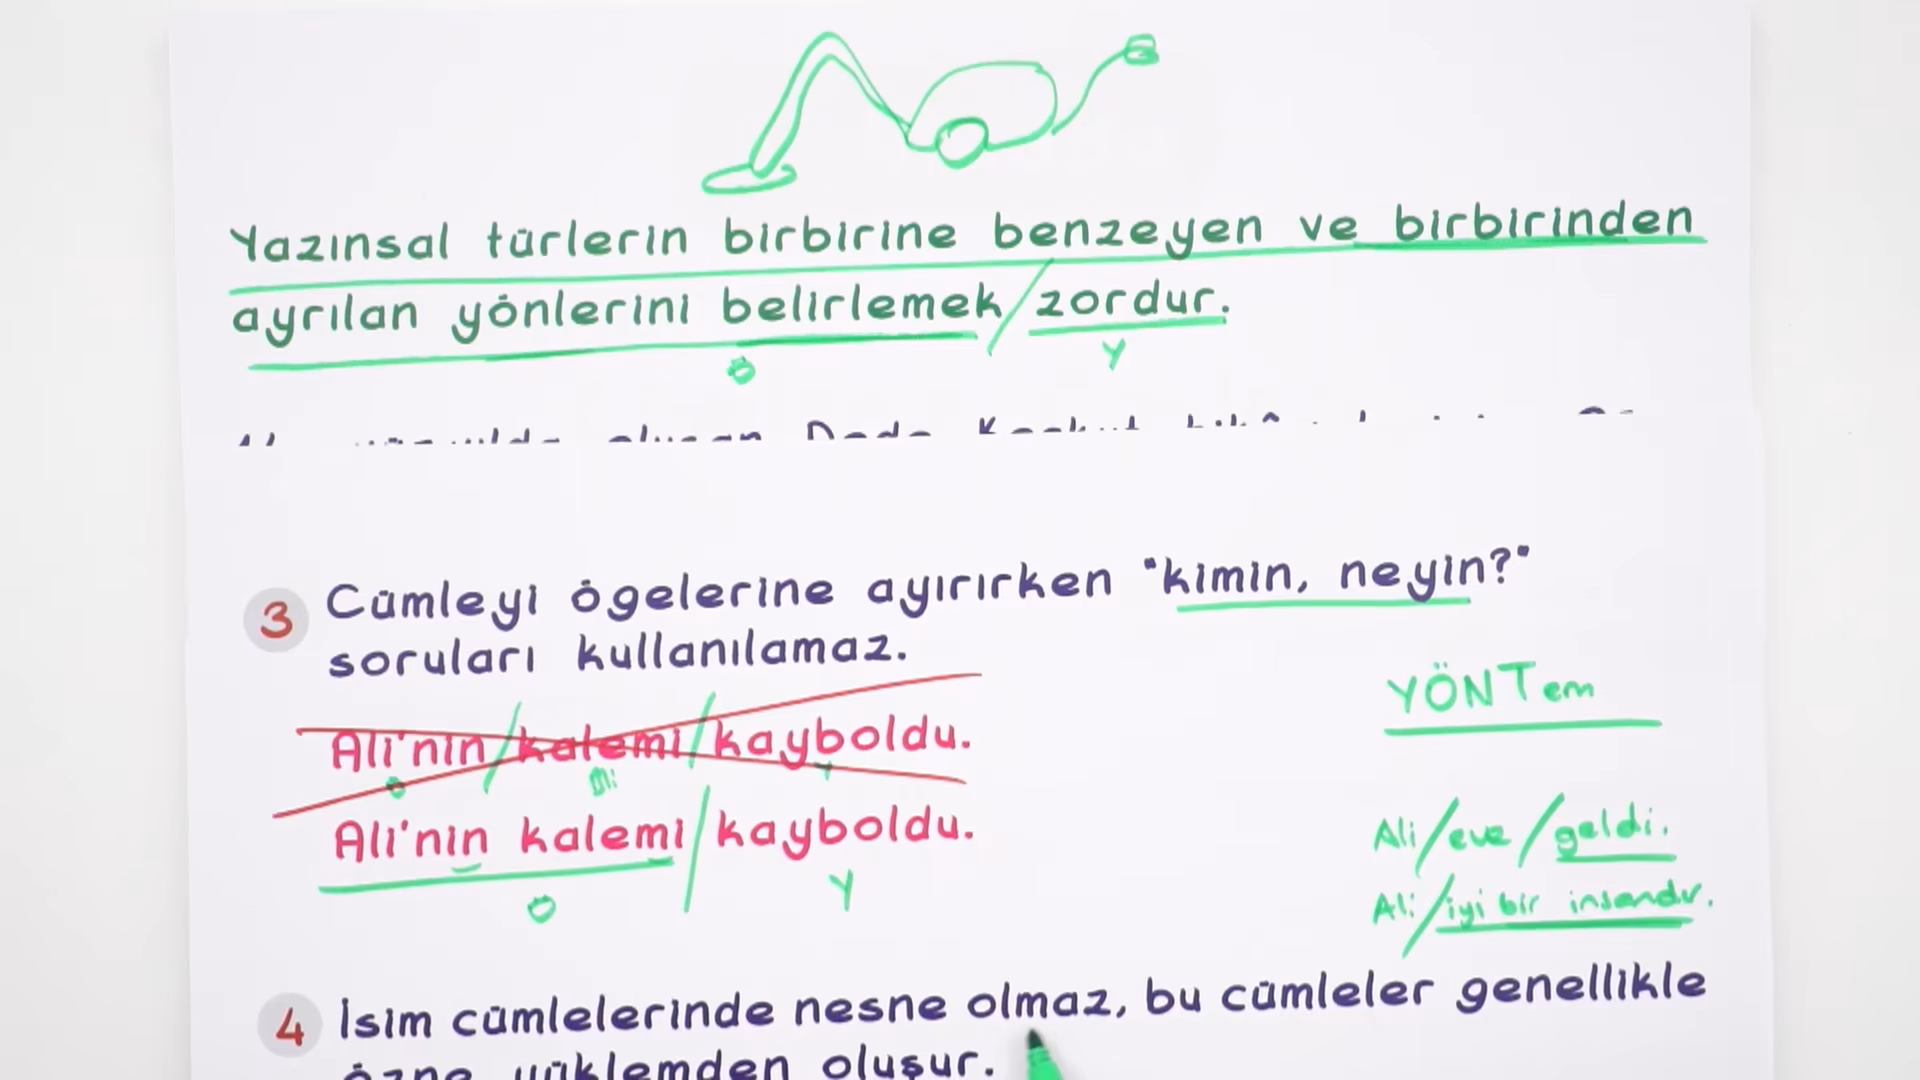 Yazınsal türlerin birbirine benzeyen ve birbirinden
ayrılan yönlerini belirlemek / zordur.
Ö Y
3 Cümleyi ögelerine ayırırken "kimin, neyin?"
soruları kullanılamaz.
YÖNTem
Ali'nin / kalemi / kayboldu.
Ali'nin kalemi / kayboldu.
Ö Y
Ali / eve / geldi.
Ali / iyi bir insandır.
4 İsim cümlelerinde nesne olmaz, bu cümleler genellikle
özne yüklemden oluşur.